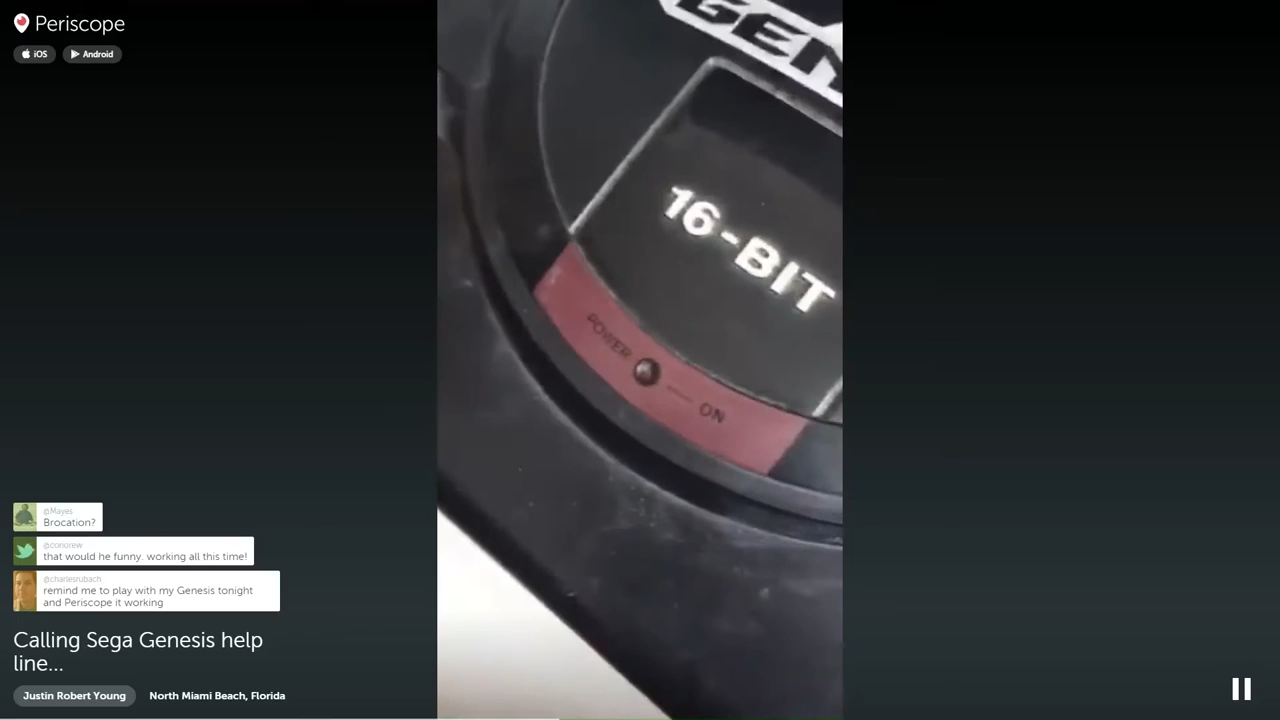 Periscope
iOS
Android
16-BIT
POWER
ON
@Mayes
Brocation?
@conorew
that would he funny. working all this time!
@charlesrubach
remind me to play with my Genesis tonight
and Periscope it working
Calling Sega Genesis help
line...
Justin Robert Young
North Miami Beach, Florida